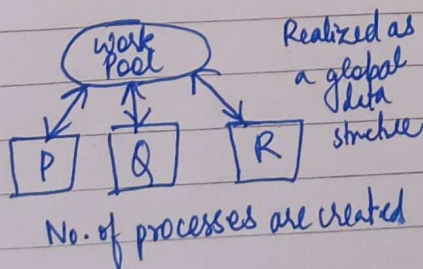 Work
Pool
Realized as
a global
data
structure
P Q R
No. of processes are created